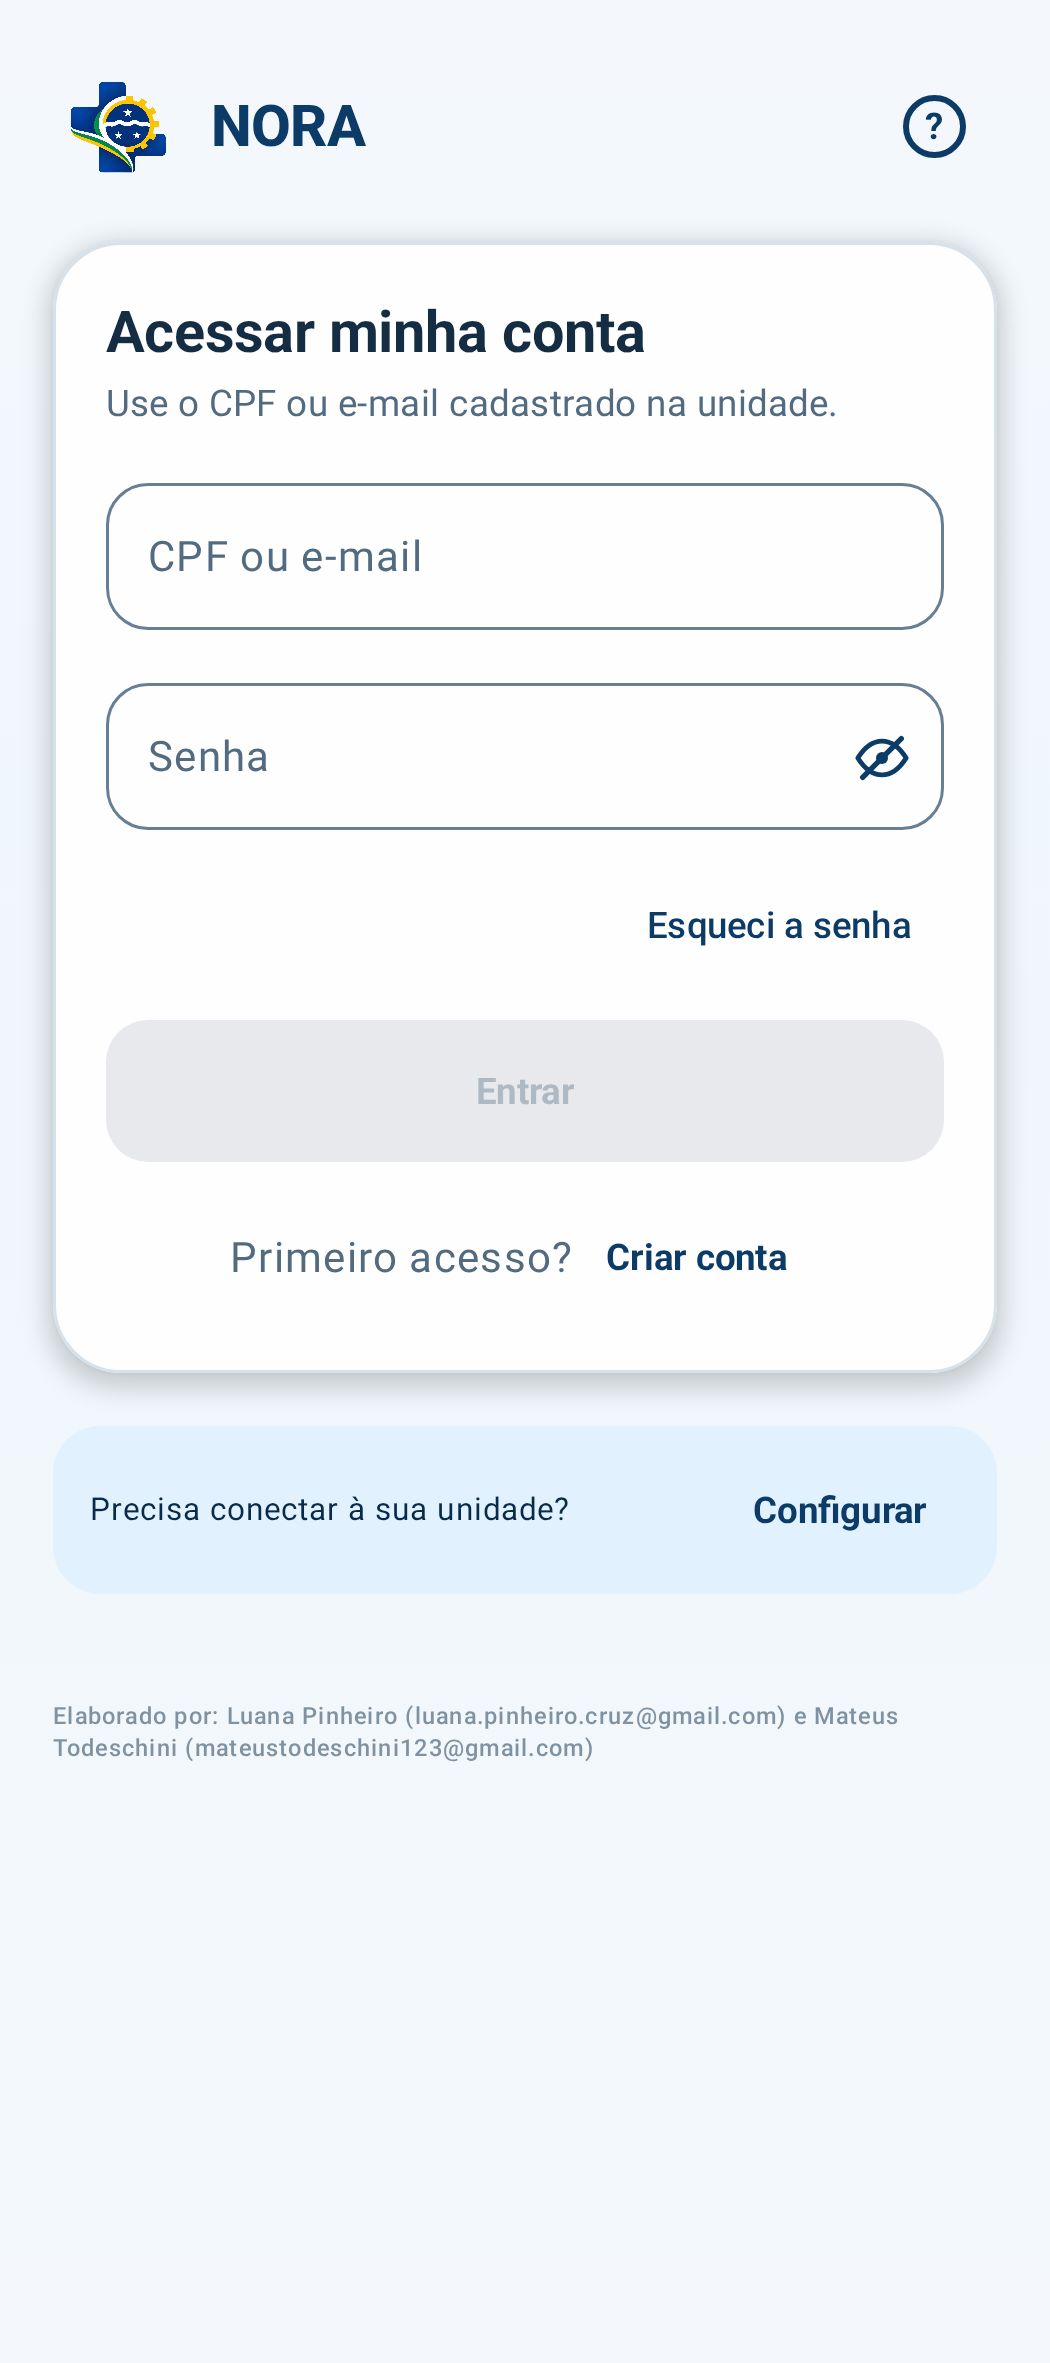 NORA
?
Acessar minha conta
Use o CPF ou e-mail cadastrado na unidade.
CPF ou e-mail
Senha
Esqueci a senha
Entrar
Primeiro acesso? Criar conta
Precisa conectar à sua unidade? Configurar
Elaborado por: Luana Pinheiro (luana.pinheiro.cruz@gmail.com) e Mateus
Todeschini (mateustodeschini123@gmail.com)